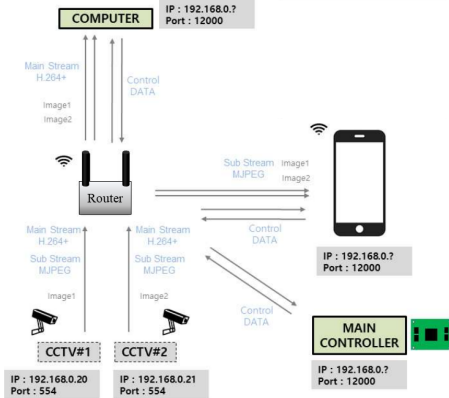 COMPUTER
IP : 192.168.0.?
Port : 12000
Main Stream
H.264+
Image1
Image2
Control
DATA
Router
Sub Stream
MJPEG
Image1
Image2
Control
DATA
IP : 192.168.0.?
Port : 12000
Main Stream
H.264+
Sub Stream
MJPEG
Image1
Main Stream
H.264+
Sub Stream
MJPEG
Image2
Control
DATA
CCTV#1
CCTV#2
IP : 192.168.0.20
Port : 554
IP : 192.168.0.21
Port : 554
MAIN
CONTROLLER
IP : 192.168.0.?
Port : 12000